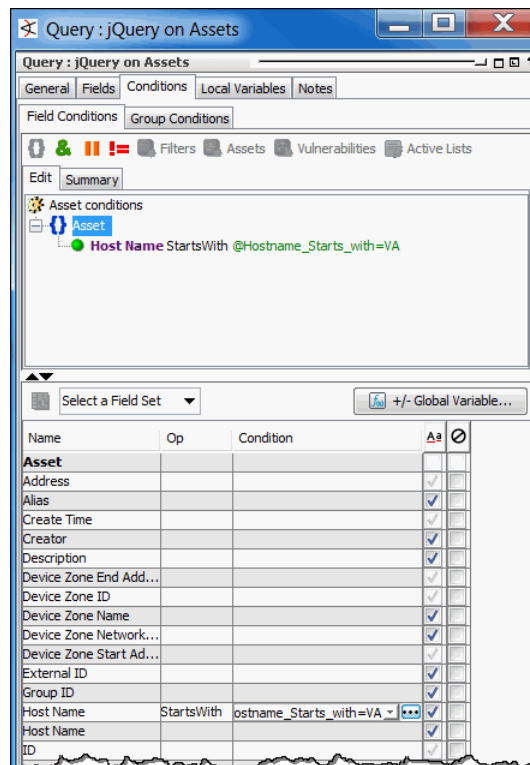 Query : jQuery on Assets
Query : jQuery on Assets
General Fields Conditions Local Variables Notes
Field Conditions Group Conditions
{} & != Filters Assets Vulnerabilities Active Lists
Edit Summary
Asset conditions
{} Asset
Host Name StartsWith @Hostname_Starts_with=VA
Select a Field Set +/- Global Variable...
Name Op Condition Aa
Asset
Address
Alias
Create Time
Creator
Description
Device Zone End Add...
Device Zone ID
Device Zone Name
Device Zone Network...
Device Zone Start Ad...
External ID
Group ID
Host Name StartsWith ostname_Starts_with=VA ...
Host Name
ID